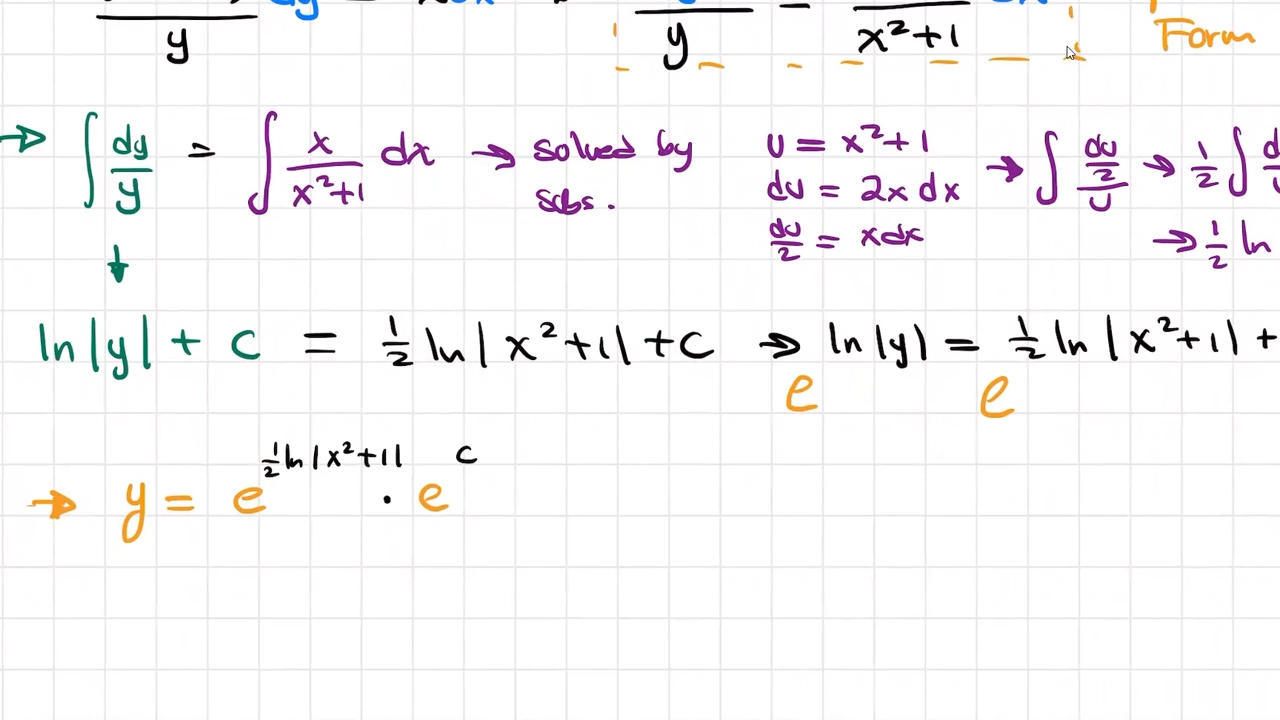 y y x²+1 Form
∫ dy/y = ∫ x/(x²+1) dx → solved by subs.
u = x²+1
du = 2x dx → ∫ (du/2)/u → 1/2 ∫
du/2 = xdx → 1/2 ln
ln|y| + c = 1/2 ln|x²+1| + c → ln|y| = 1/2 ln|x²+1| +
e e
→ y = e^(1/2 ln|x²+1|) · e^c